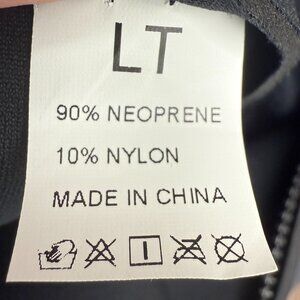 LT
90% NEOPRENE
10% NYLON
MADE IN CHINA